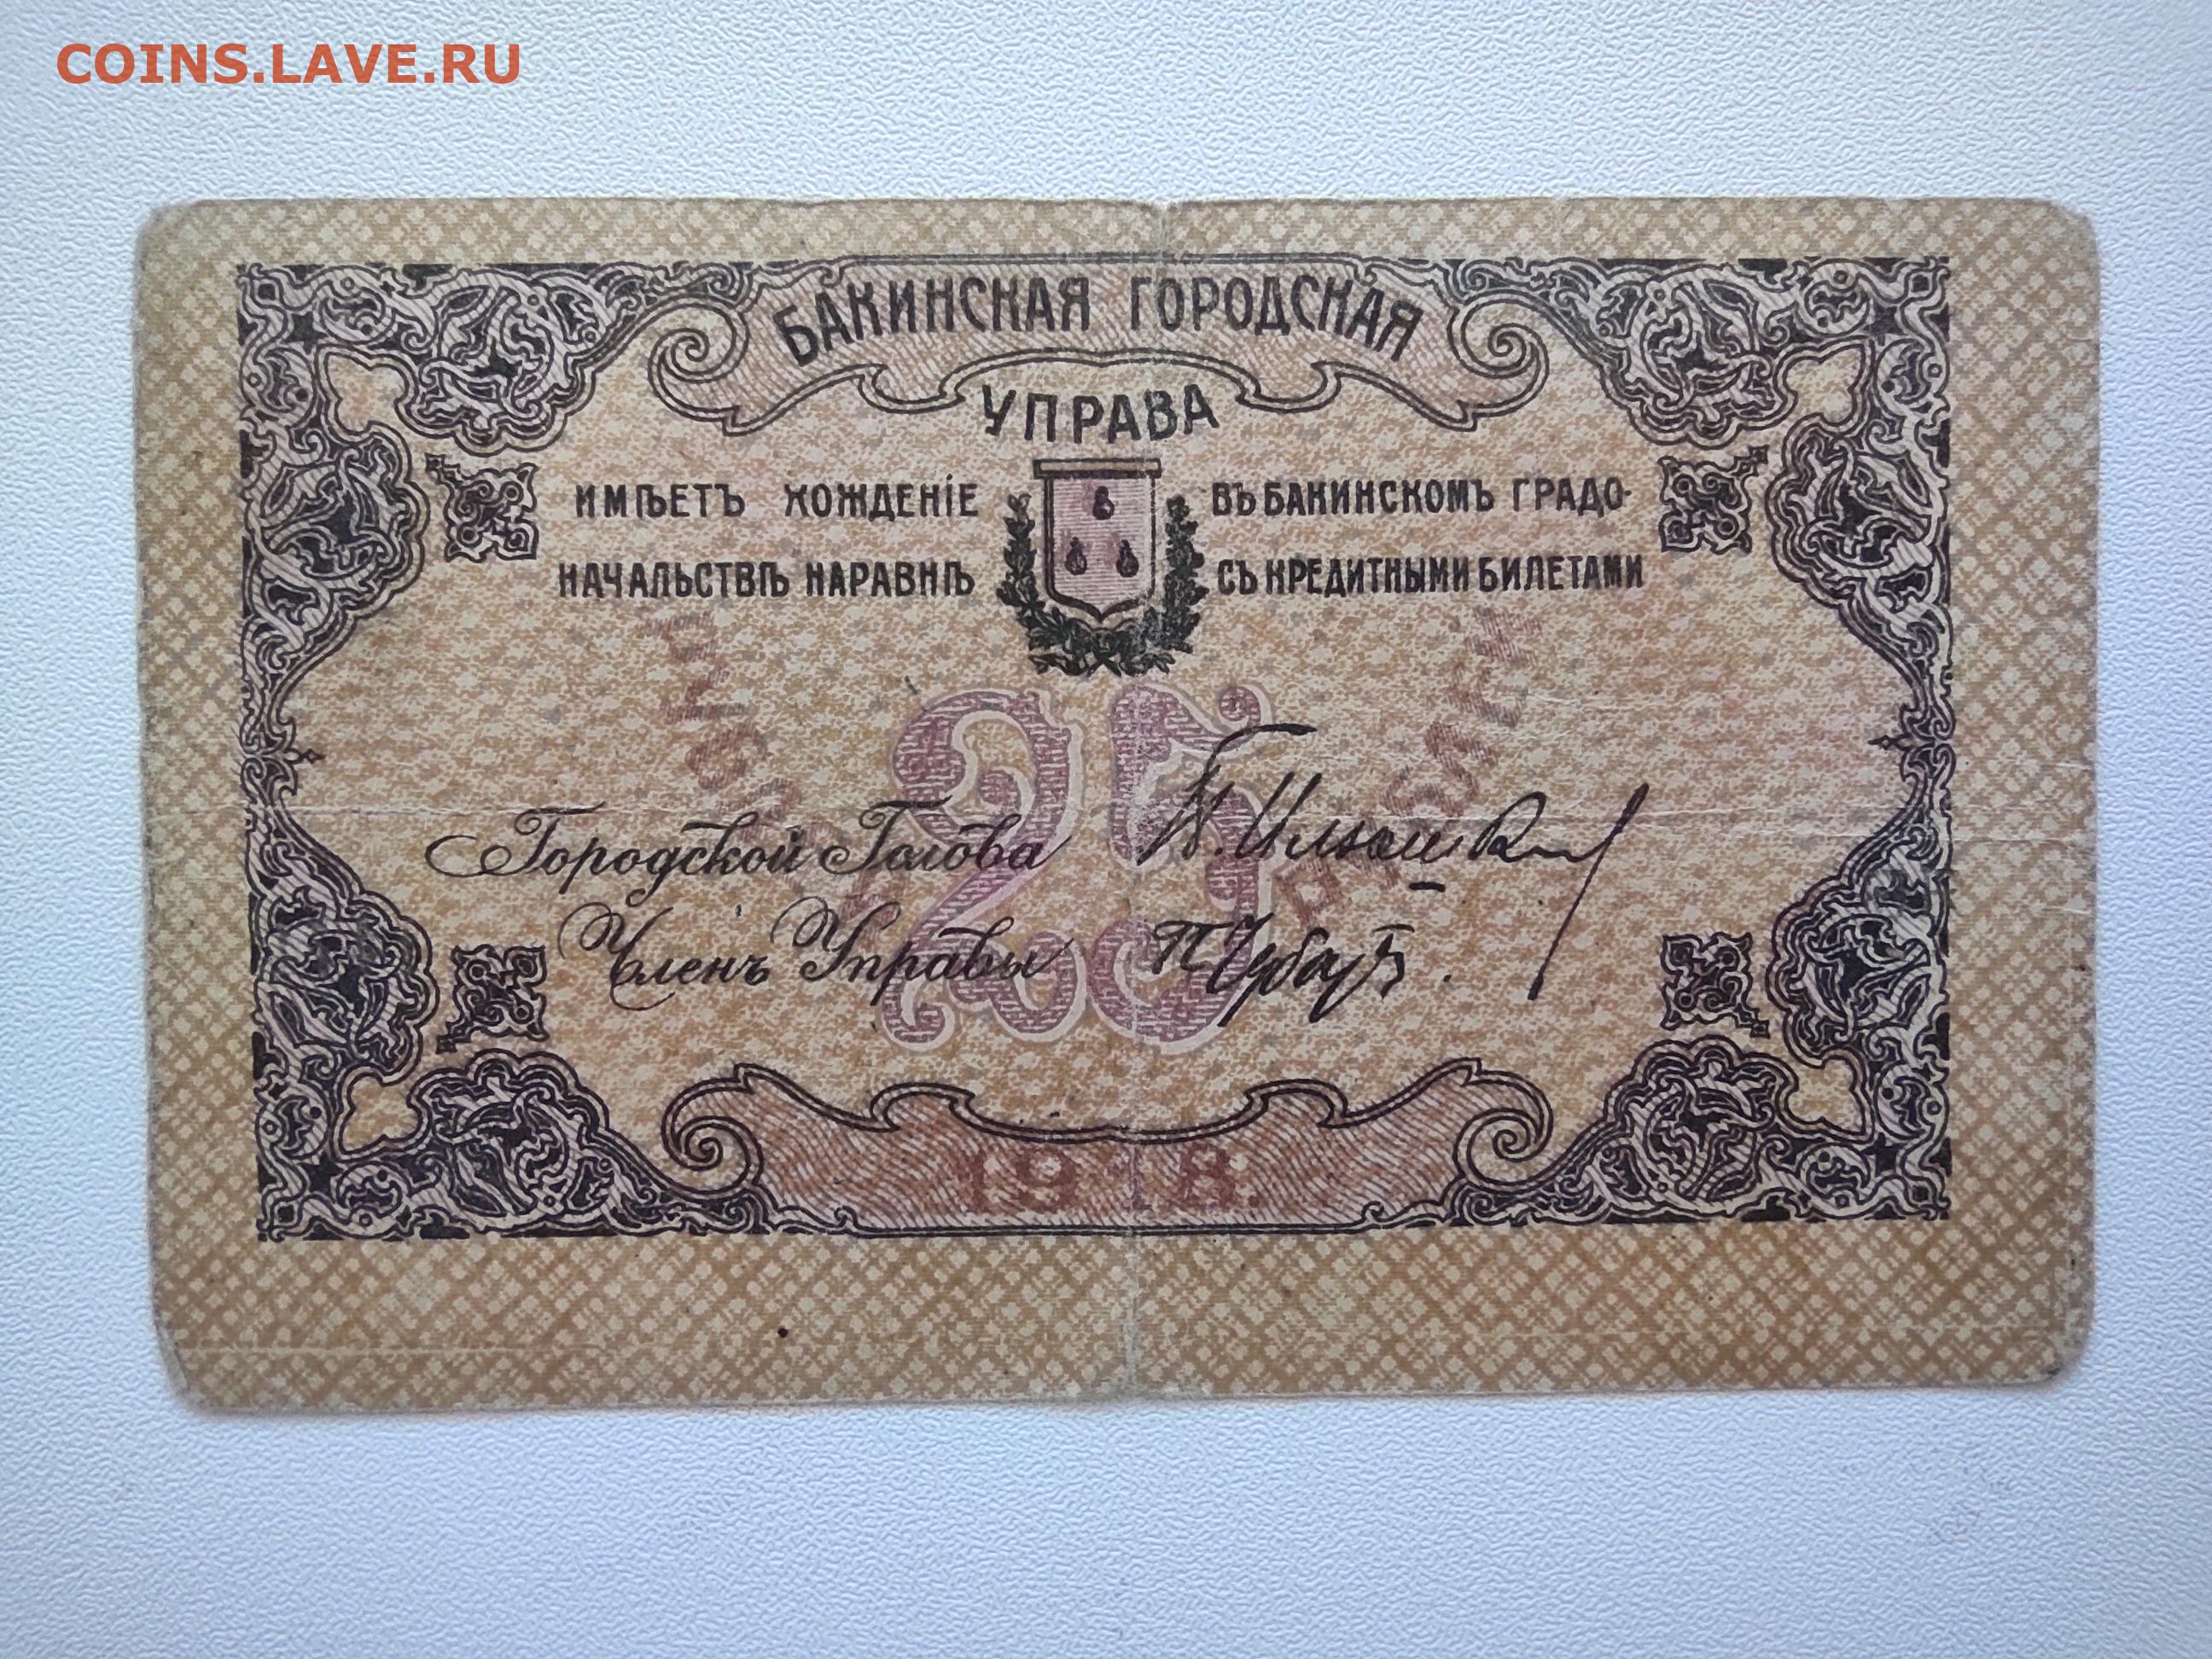 COINS.LAVE.RU
БАКИНСКАЯ ГОРОДСКАЯ
УПРАВА
ИМѢЕТЪ ХОЖДЕНІЕ ВЪ БАКИНСКОМЪ ГРАДО-
НАЧАЛЬСТВѢ НАРАВНѢ СЪ КРЕДИТНЫМИ БИЛЕТАМИ
25
Городской Голова
Членъ Управы
1918.